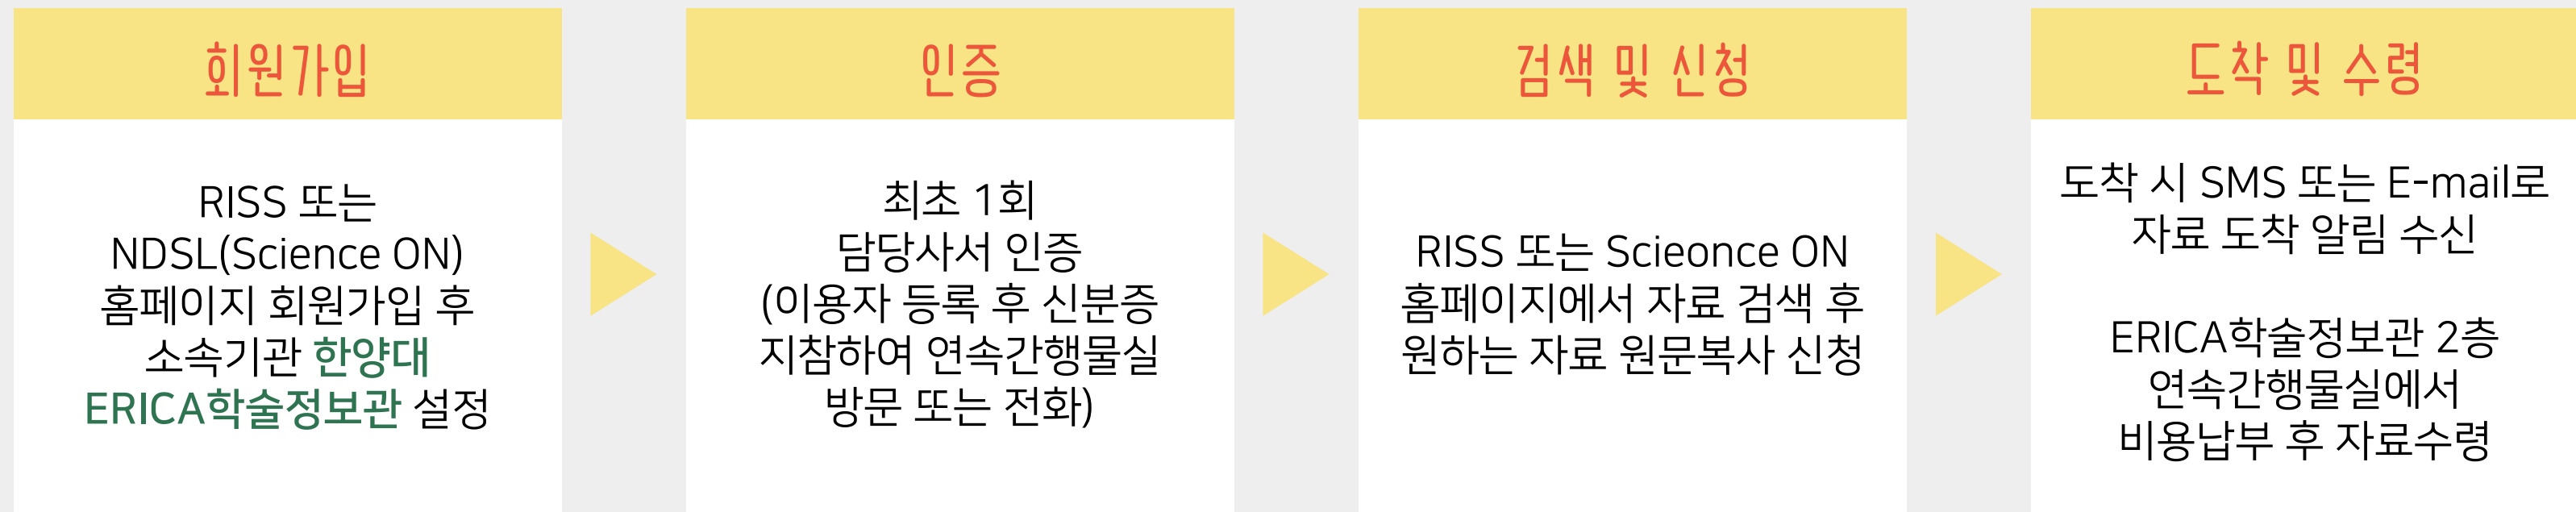 회원가입
RISS 또는
NDSL(Science ON)
홈페이지 회원가입 후
소속기관 한양대
ERICA학술정보관 설정
인증
최초 1회
담당사서 인증
(이용자 등록 후 신분증
지참하여 연속간행물실
방문 또는 전화)
검색 및 신청
RISS 또는 Scieonce ON
홈페이지에서 자료 검색 후
원하는 자료 원문복사 신청
도착 및 수령
도착 시 SMS 또는 E-mail로
자료 도착 알림 수신
ERICA학술정보관 2층
연속간행물실에서
비용납부 후 자료수령